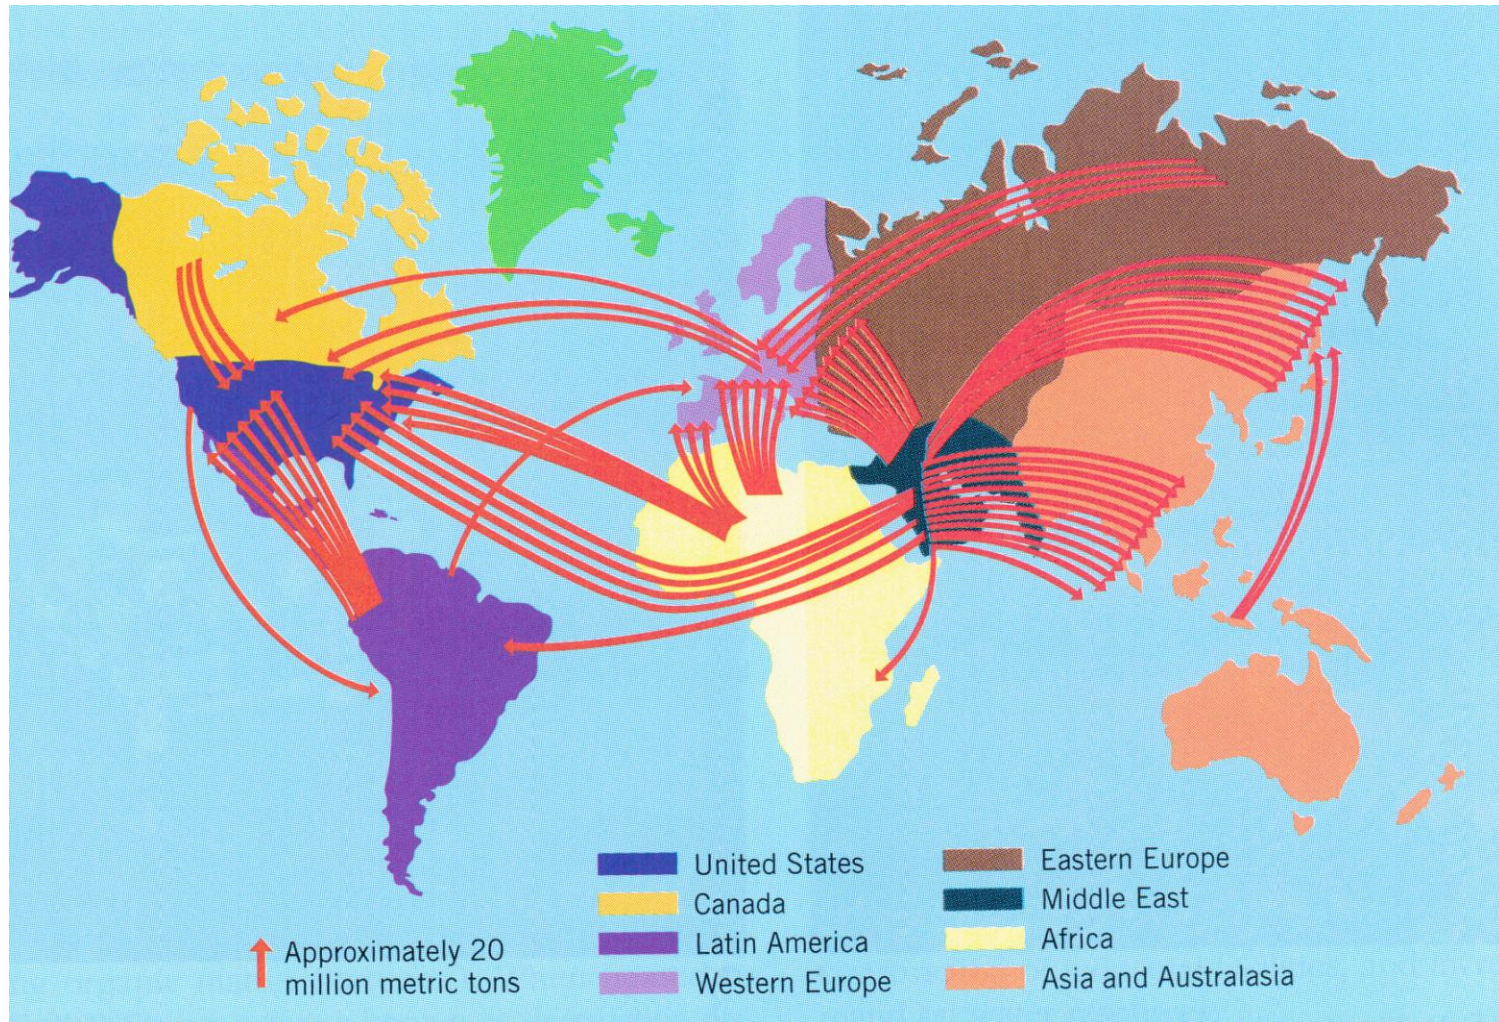 Approximately 20
million metric tons
United States
Canada
Latin America
Western Europe
Eastern Europe
Middle East
Africa
Asia and Australasia